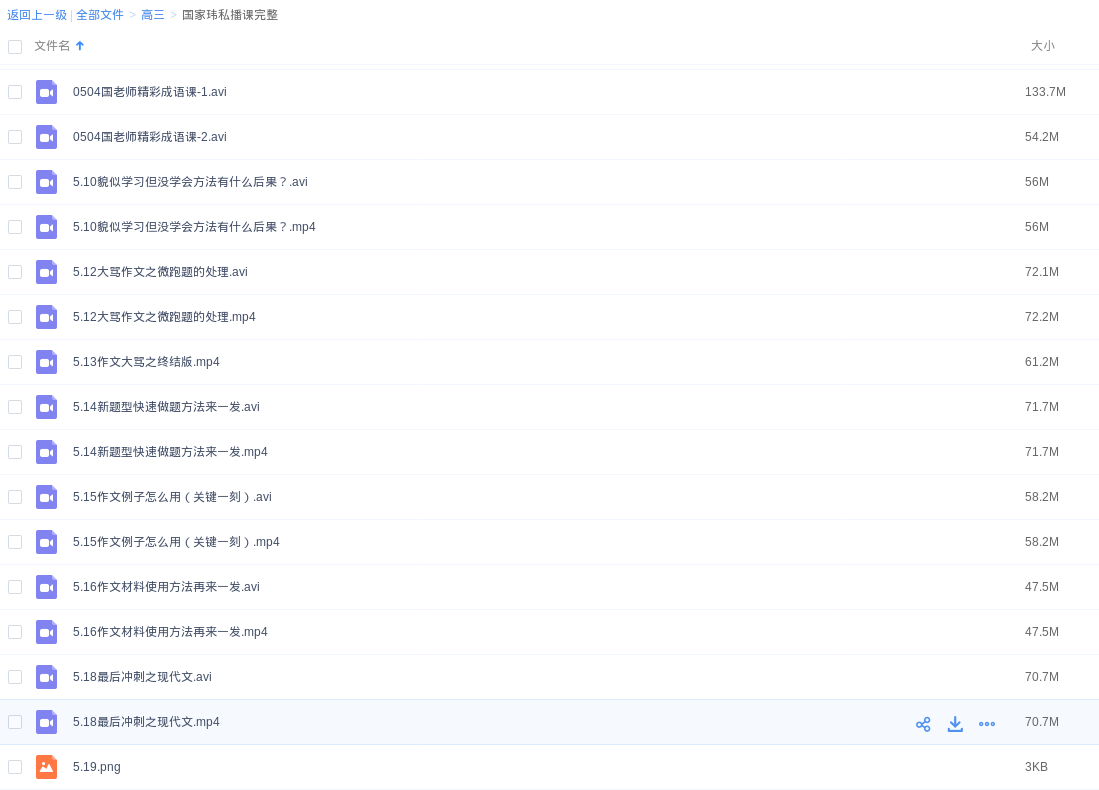 返回上一级 | 全部文件 > 高三 > 国家玮私播课完整
文件名 大小
0504国老师精彩成语课-1.avi 133.7M
0504国老师精彩成语课-2.avi 54.2M
5.10貌似学习但没学会方法有什么后果？.avi 56M
5.10貌似学习但没学会方法有什么后果？.mp4 56M
5.12大骂作文之微跑题的处理.avi 72.1M
5.12大骂作文之微跑题的处理.mp4 72.2M
5.13作文大骂之终结版.mp4 61.2M
5.14新题型快速做题方法来一发.avi 71.7M
5.14新题型快速做题方法来一发.mp4 71.7M
5.15作文例子怎么用（关键一刻）.avi 58.2M
5.15作文例子怎么用（关键一刻）.mp4 58.2M
5.16作文材料使用方法再来一发.avi 47.5M
5.16作文材料使用方法再来一发.mp4 47.5M
5.18最后冲刺之现代文.avi 70.7M
5.18最后冲刺之现代文.mp4 70.7M
5.19.png 3KB